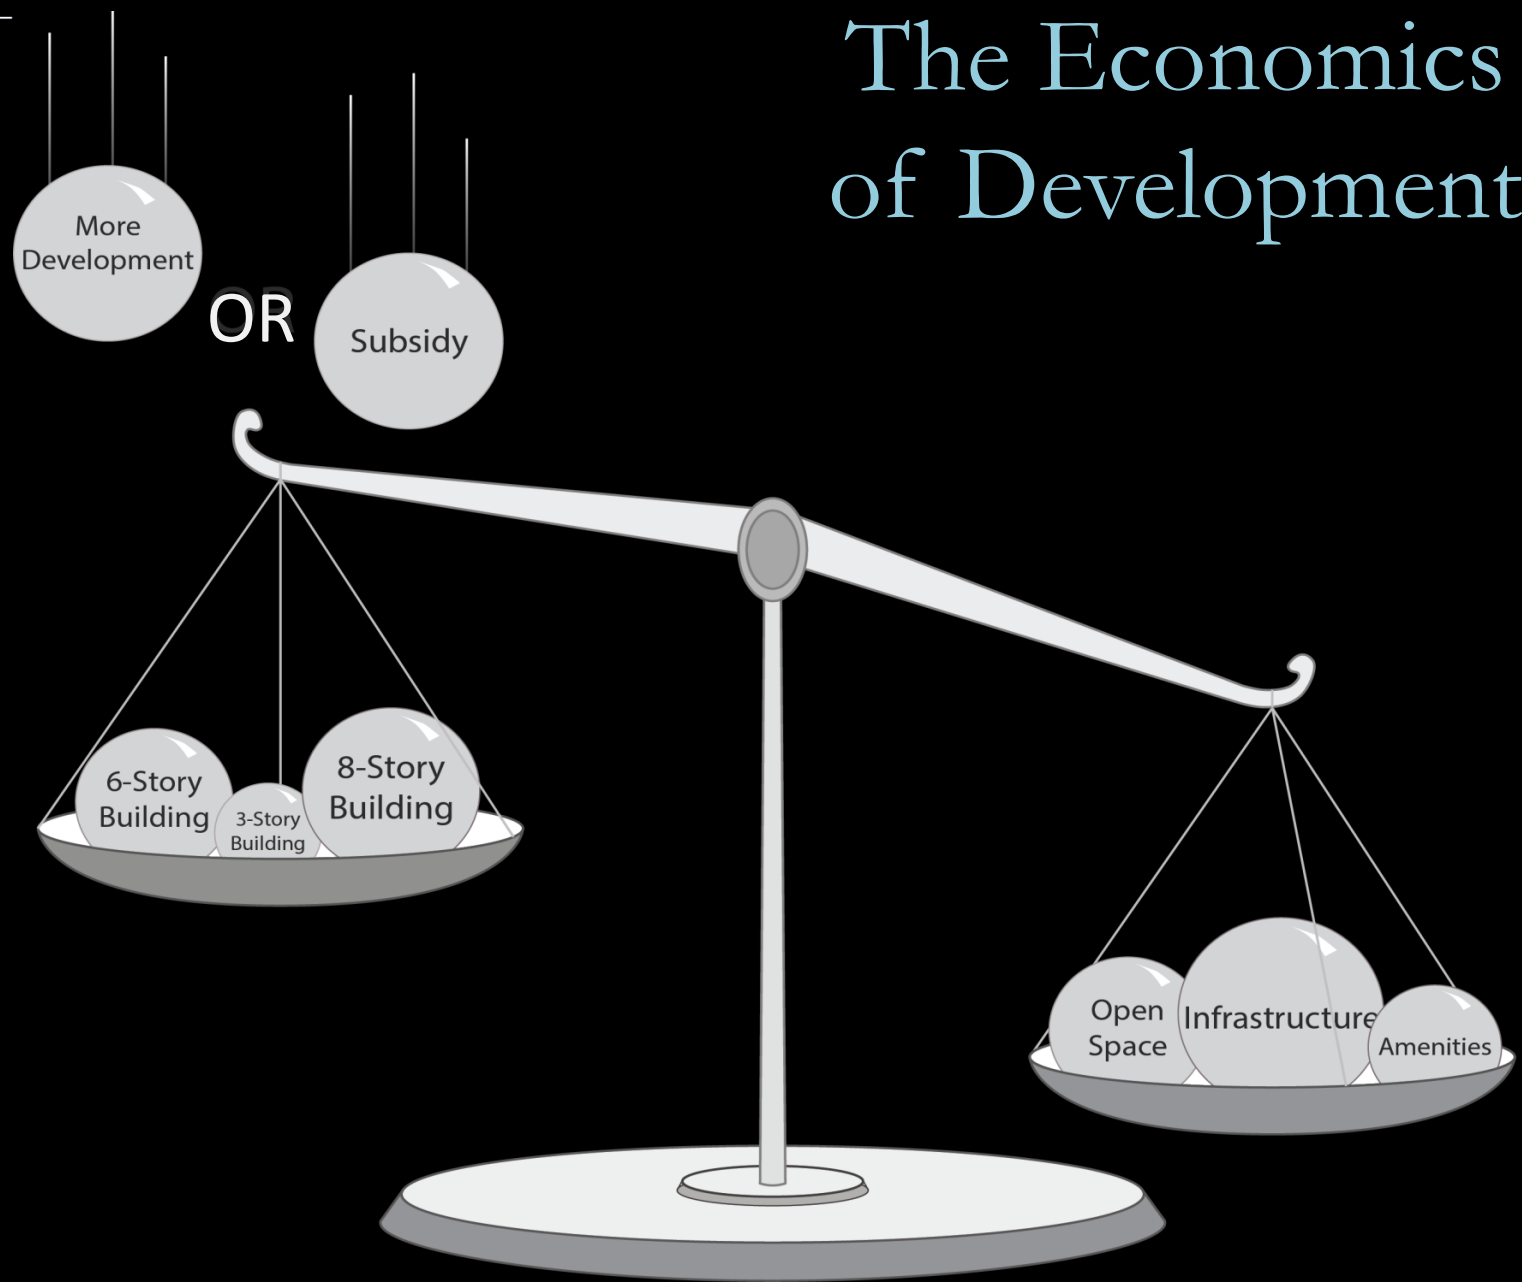 The Economics
of Development
More
Development
OR
Subsidy
6-Story
Building
3-Story
Building
8-Story
Building
Open
Space
Infrastructure
Amenities